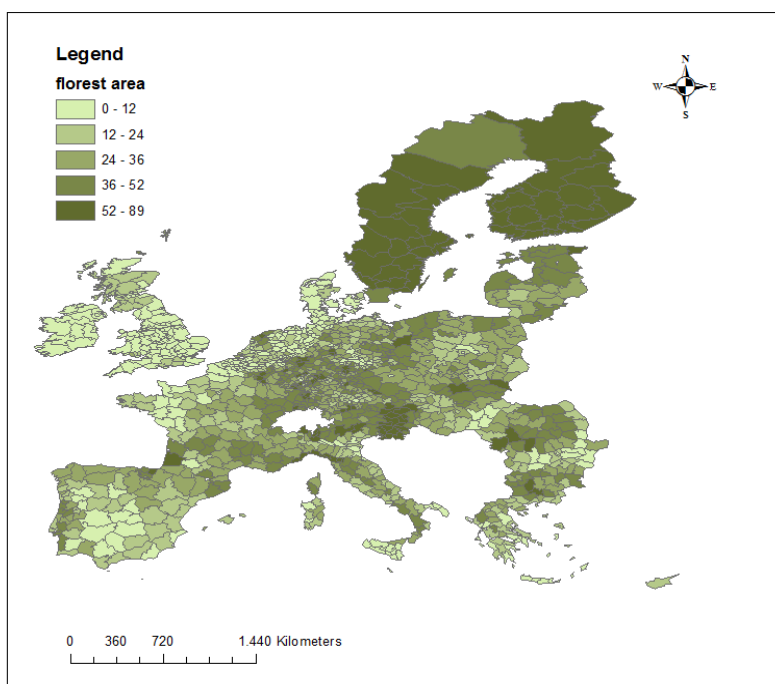 Legend
florest area
0 - 12
12 - 24
24 - 36
36 - 52
52 - 89
N
W E
S
0 360 720 1.440 Kilometers